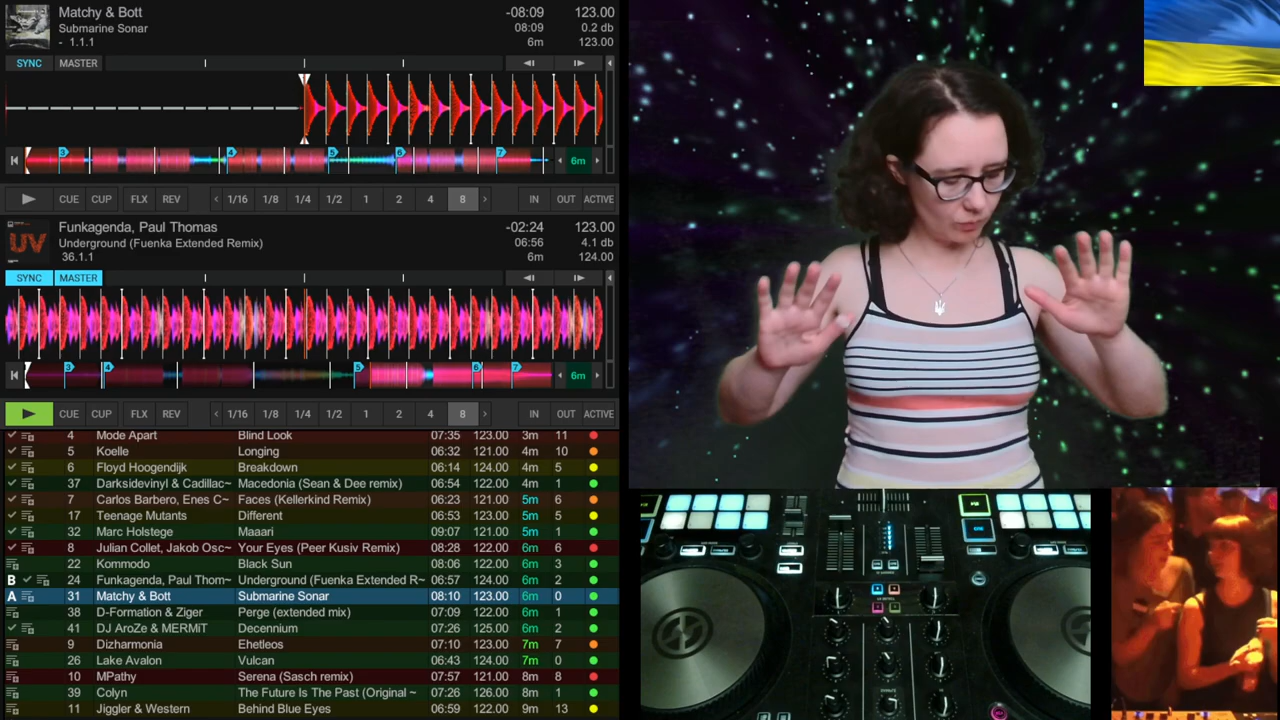 Matchy & Bott -08:09 123.00
Submarine Sonar 08:09 0.2 db
- 1.1.1 6m 123.00
SYNC MASTER
3 4 5 6 7 6m
CUE CUP FLX REV 1/16 1/8 1/4 1/2 1 2 4 8 IN OUT ACTIVE
Funkagenda, Paul Thomas -02:24 123.00
UV Underground (Fuenka Extended Remix) 06:56 4.1 db
36.1.1 6m 124.00
SYNC MASTER
3 4 5 6 7 6m
CUE CUP FLX REV 1/16 1/8 1/4 1/2 1 2 4 8 IN OUT ACTIVE
4 Mode Apart Blind Look 07:35 123.00 3m 11
5 Koelle Longing 06:32 121.00 4m 10
6 Floyd Hoogendijk Breakdown 06:14 124.00 4m 5
37 Darksidevinyl & Cadillac~ Macedonia (Sean & Dee remix) 06:54 122.00 4m 1
7 Carlos Barbero, Enes C~ Faces (Kellerkind Remix) 06:23 121.00 5m 6
17 Teenage Mutants Different 06:53 123.00 5m 5
32 Marc Holstege Maaari 09:07 121.00 5m 0
8 Julian Collet, Jakob Osc~ Your Eyes (Peer Kusiv Remix) 08:28 122.00 6m 6
22 Kommodo Black Sun 08:06 122.00 6m 3
B 24 Funkagenda, Paul Thom~ Underground (Fuenka Extended R~ 06:57 124.00 6m 2
A 31 Matchy & Bott Submarine Sonar 08:10 123.00 6m 0
38 D-Formation & Ziger Perge (extended mix) 07:09 122.00 6m 1
41 DJ AroZe & MERMiT Decennium 07:26 125.00 6m 2
9 Dizharmonia Ehetleos 07:10 123.00 7m 7
26 Lake Avalon Vulcan 06:43 124.00 7m 0
10 MPathy Serena (Sasch remix) 07:57 121.00 8m 8
39 Colyn The Future Is The Past (Original ~ 07:26 126.00 8m 1
11 Jiggler & Western Behind Blue Eyes 06:59 122.00 9m 13